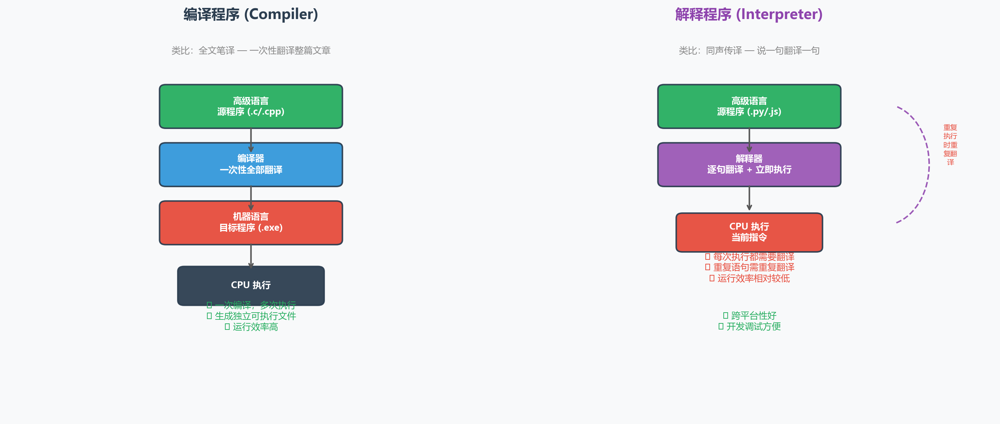 编译程序 (Compiler)
类比：全文笔译 — 一次性翻译整篇文章
高级语言
源程序 (.c/.cpp)
编译器
一次性全部翻译
机器语言
目标程序 (.exe)
CPU 执行
▯ 一次编译，多次执行
▯ 生成独立可执行文件
▯ 运行效率高
解释程序 (Interpreter)
类比：同声传译 — 说一句翻译一句
高级语言
源程序 (.py/.js)
解释器
逐句翻译 + 立即执行
CPU 执行
当前指令
▯ 每次执行都需要翻译
▯ 重复语句需重复翻译
▯ 运行效率相对较低
▯ 跨平台性好
▯ 开发调试方便
重复
执行
时重
复翻
译